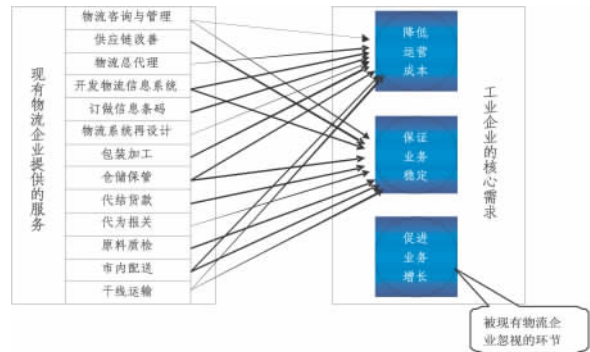 现有物流企业提供的服务
物流咨询与管理
供应链改善
物流总代理
开发物流信息系统
订做信息条码
物流系统再设计
包装加工
仓储保管
代结货款
代为报关
原料质检
市内配送
干线运输
降低
运营
成本
保证
业务
稳定
促进
业务
增长
工业企业的核心需求
被现有物流企
业忽视的环节